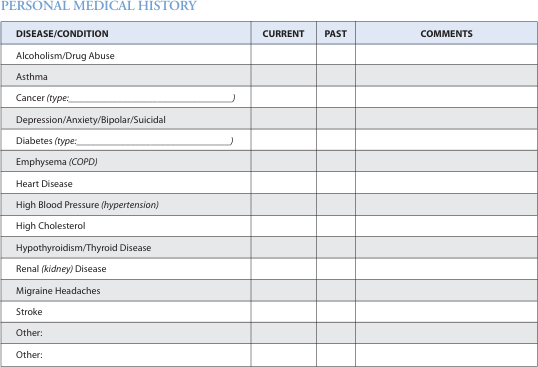 PERSONAL MEDICAL HISTORY
DISEASE/CONDITION CURRENT PAST COMMENTS
Alcoholism/Drug Abuse
Asthma
Cancer (type:________________________________)
Depression/Anxiety/Bipolar/Suicidal
Diabetes (type:______________________________)
Emphysema (COPD)
Heart Disease
High Blood Pressure (hypertension)
High Cholesterol
Hypothyroidism/Thyroid Disease
Renal (kidney) Disease
Migraine Headaches
Stroke
Other:
Other: